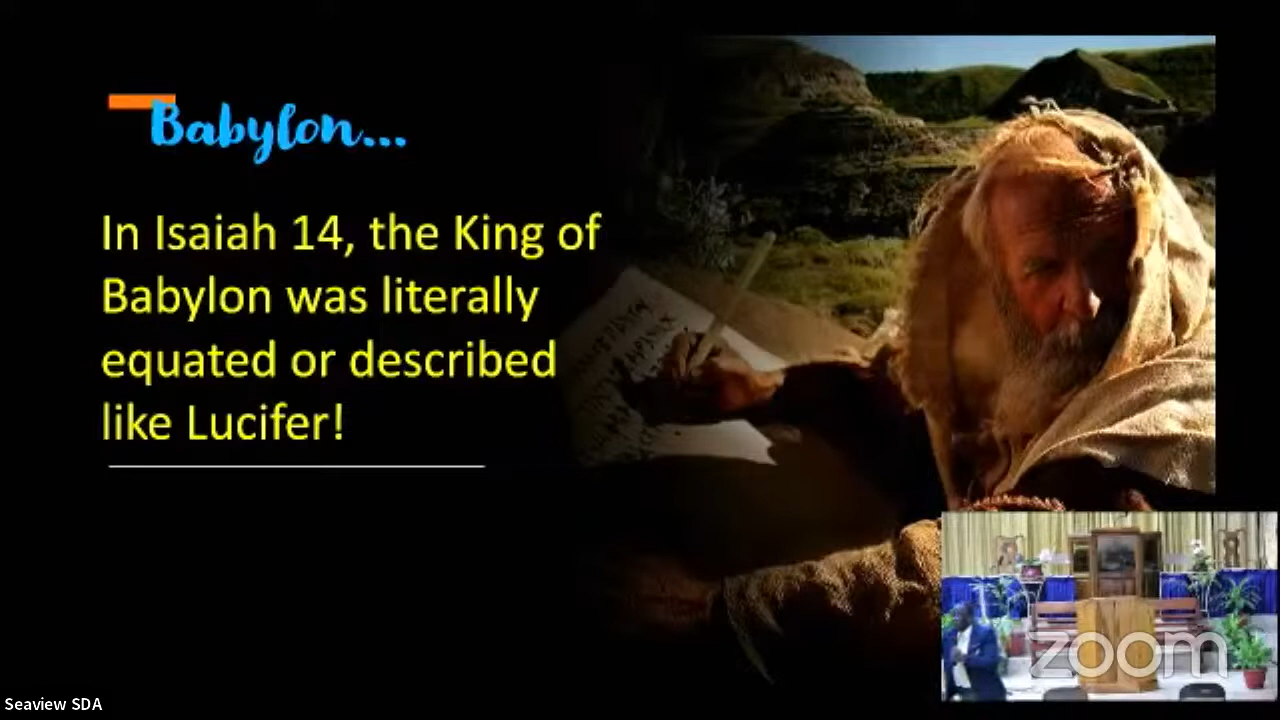 Babylon...
In Isaiah 14, the King of
Babylon was literally
equated or described
like Lucifer!
zoom
Seaview SDA